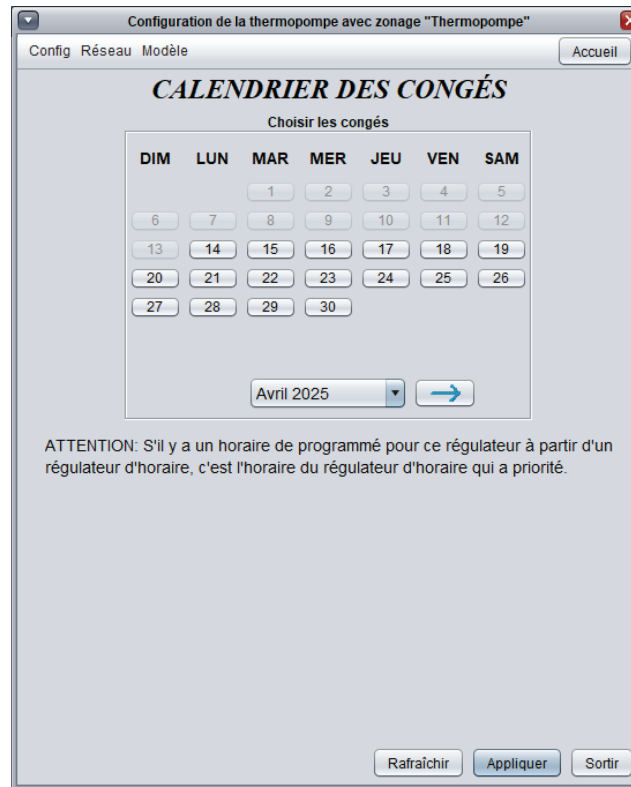 Configuration de la thermopompe avec zonage "Thermopompe"
Config Réseau Modèle Accueil
CALENDRIER DES CONGÉS
Choisir les congés
DIM LUN MAR MER JEU VEN SAM
1 2 3 4 5
6 7 8 9 10 11 12
13 14 15 16 17 18 19
20 21 22 23 24 25 26
27 28 29 30
Avril 2025
ATTENTION: S'il y a un horaire de programmé pour ce régulateur à partir d'un
régulateur d'horaire, c'est l'horaire du régulateur d'horaire qui a priorité.
Rafraîchir Appliquer Sortir